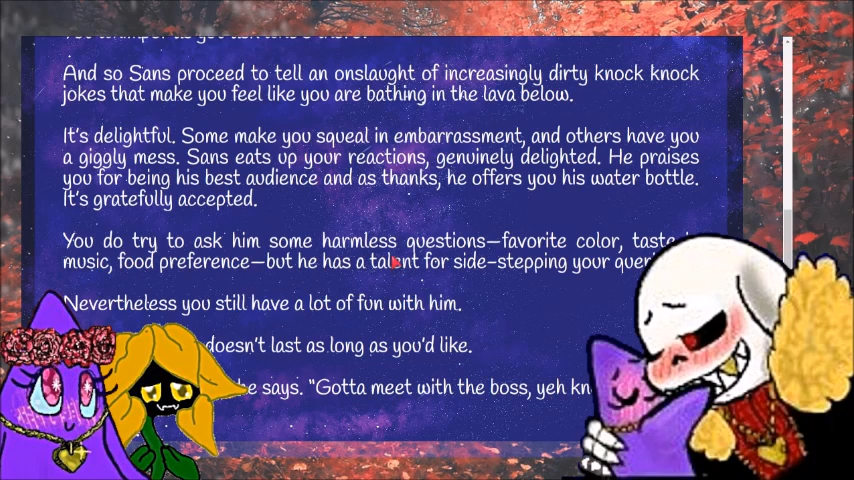 And so Sans proceed to tell an onslaught of increasingly dirty knock knock
jokes that make you feel like you are bathing in the lava below.
It's delightful. Some make you squeal in embarrassment, and others have you
a giggly mess. Sans eats up your reactions, genuinely delighted. He praises
you for being his best audience and as thanks, he offers you his water bottle.
It's gratefully accepted.
You do try to ask him some harmless questions—favorite color,
music, food preference—but he has a talent for side-stepping your
Nevertheless you still have a lot of fun with him.
doesn't last as long as you'd like.
he says. "Gotta meet with the boss, yeh